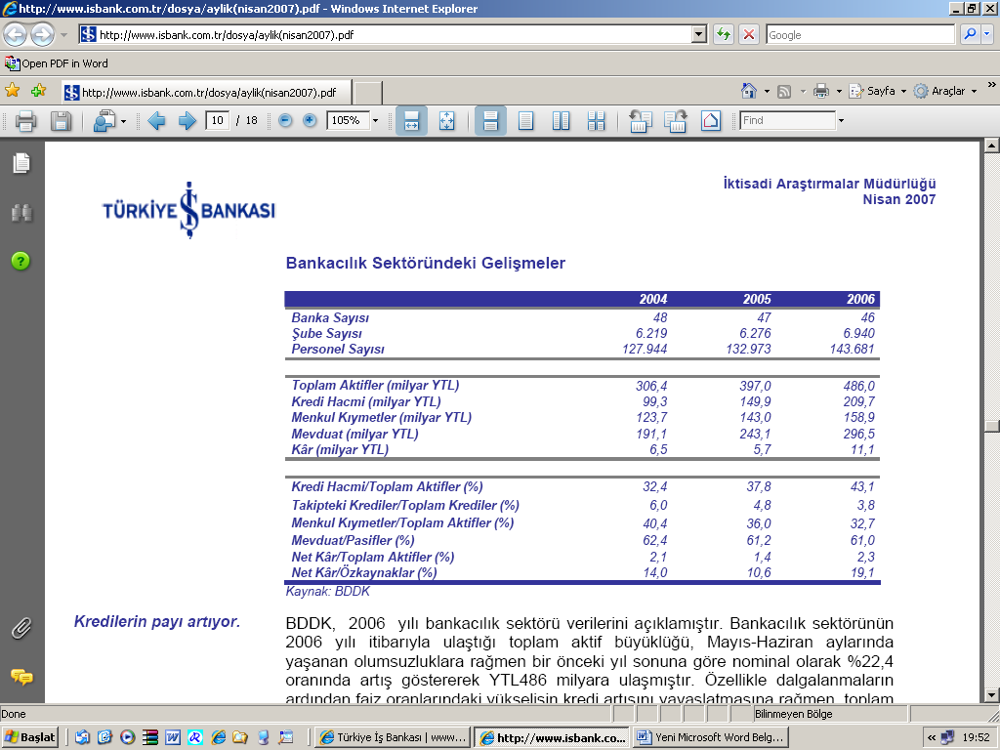 http://www.isbank.com.tr/dosya/aylik(nisan2007).pdf - Windows Internet Explorer
http://www.isbank.com.tr/dosya/aylik(nisan2007).pdf Google
Open PDF in Word
http://www.isbank.com.tr/dosya/aylik(nisan2007).pdf Sayfa Araçlar »
10 / 18 105% Find
İktisadi Araştırmalar Müdürlüğü
Nisan 2007
TÜRKİYE İŞ BANKASI
Bankacılık Sektöründeki Gelişmeler
2004 2005 2006
Banka Sayısı 48 47 46
Şube Sayısı 6.219 6.276 6.940
Personel Sayısı 127.944 132.973 143.681
Toplam Aktifler (milyar YTL) 306,4 397,0 486,0
Kredi Hacmi (milyar YTL) 99,3 149,9 209,7
Menkul Kıymetler (milyar YTL) 123,7 143,0 158,9
Mevduat (milyar YTL) 191,1 243,1 296,5
Kâr (milyar YTL) 6,5 5,7 11,1
Kredi Hacmi/Toplam Aktifler (%) 32,4 37,8 43,1
Takipteki Krediler/Toplam Krediler (%) 6,0 4,8 3,8
Menkul Kıymetler/Toplam Aktifler (%) 40,4 36,0 32,7
Mevduat/Pasifler (%) 62,4 61,2 61,0
Net Kâr/Toplam Aktifler (%) 2,1 1,4 2,3
Net Kâr/Özkaynaklar (%) 14,0 10,6 19,1
Kaynak: BDDK
Kredilerin payı artıyor.
BDDK, 2006 yılı bankacılık sektörü verilerini açıklamıştır. Bankacılık sektörünün
2006 yılı itibarıyla ulaştığı toplam aktif büyüklüğü, Mayıs-Haziran aylarında
yaşanan olumsuzluklara rağmen bir önceki yıl sonuna göre nominal olarak %22,4
oranında artış göstererek YTL486 milyara ulaşmıştır. Özellikle dalgalanmaların
ardından faiz oranlarındaki yükselişin kredi artışını yavaşlatmasına rağmen, toplam
Done Bilinmeyen Bölge
Başlat Türkiye İş Bankası | www... http://www.isbank.co... Yeni Microsoft Word Belg... « 19:52